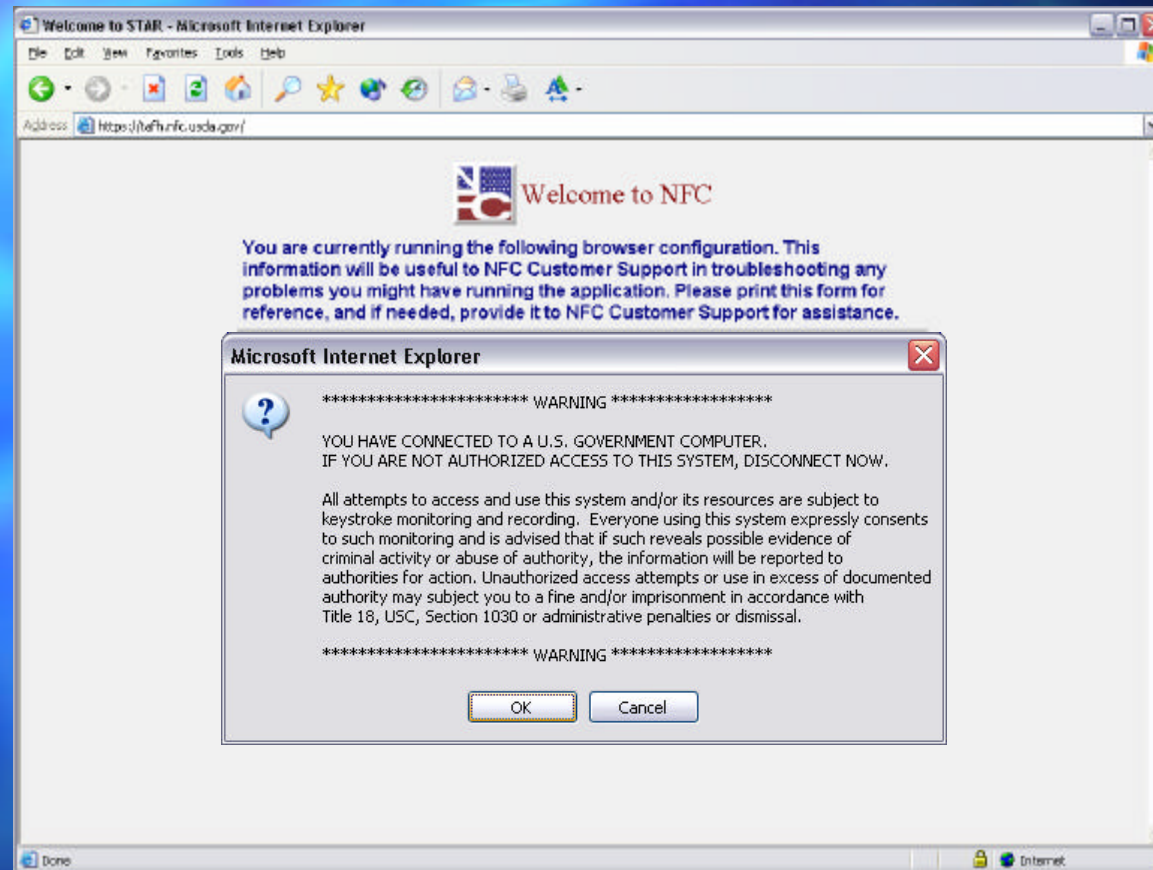 Welcome to STAR - Microsoft Internet Explorer
File Edit View Favorites Tools Help
Address https://tafh.nfc.usda.gov/
NFC
Welcome to NFC
You are currently running the following browser configuration. This
information will be useful to NFC Customer Support in troubleshooting any
problems you might have running the application. Please print this form for
reference, and if needed, provide it to NFC Customer Support for assistance.
Microsoft Internet Explorer
*********************** WARNING ******************
YOU HAVE CONNECTED TO A U.S. GOVERNMENT COMPUTER.
IF YOU ARE NOT AUTHORIZED ACCESS TO THIS SYSTEM, DISCONNECT NOW.
All attempts to access and use this system and/or its resources are subject to
keystroke monitoring and recording.  Everyone using this system expressly consents
to such monitoring and is advised that if such reveals possible evidence of
criminal activity or abuse of authority, the information will be reported to
authorities for action. Unauthorized access attempts or use in excess of documented
authority may subject you to a fine and/or imprisonment in accordance with
Title 18, USC, Section 1030 or administrative penalties or dismissal.
*********************** WARNING ******************
OK Cancel
Done Internet